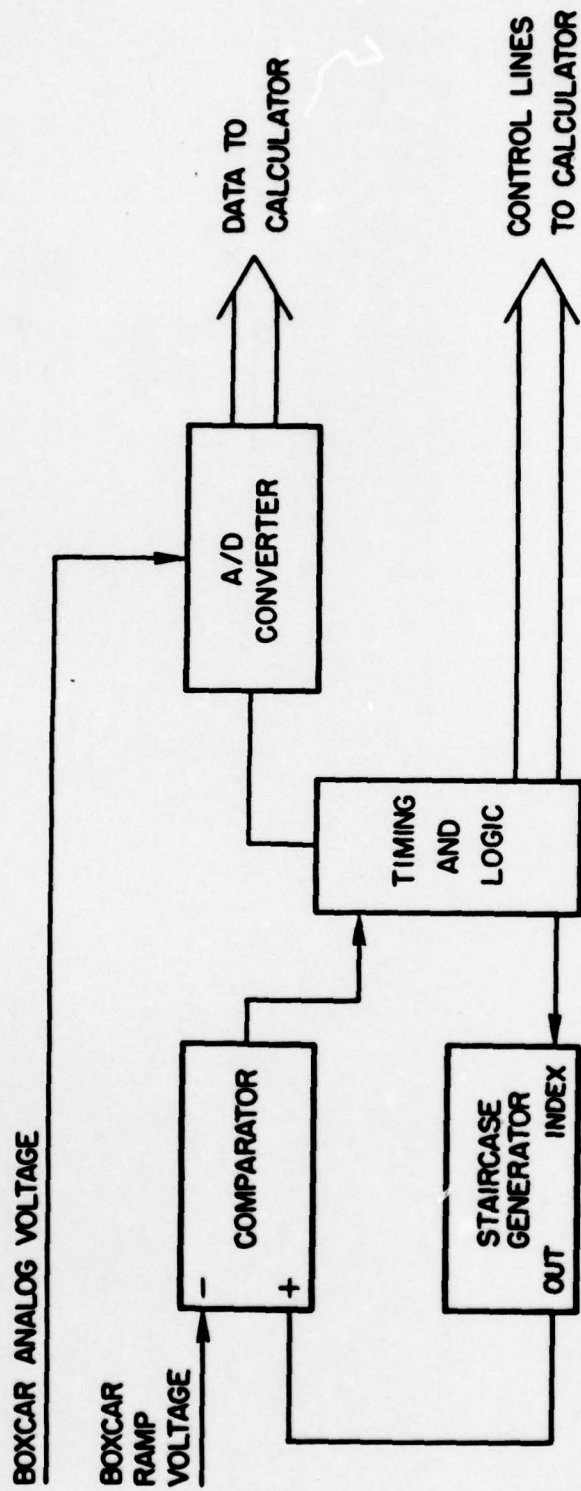 BOXCAR ANALOG VOLTAGE
BOXCAR
RAMP
VOLTAGE
-
+
COMPARATOR
STAIRCASE
GENERATOR
OUT
INDEX
TIMING
AND
LOGIC
A/D
CONVERTER
DATA TO
CALCULATOR
CONTROL LINES
TO CALCULATOR